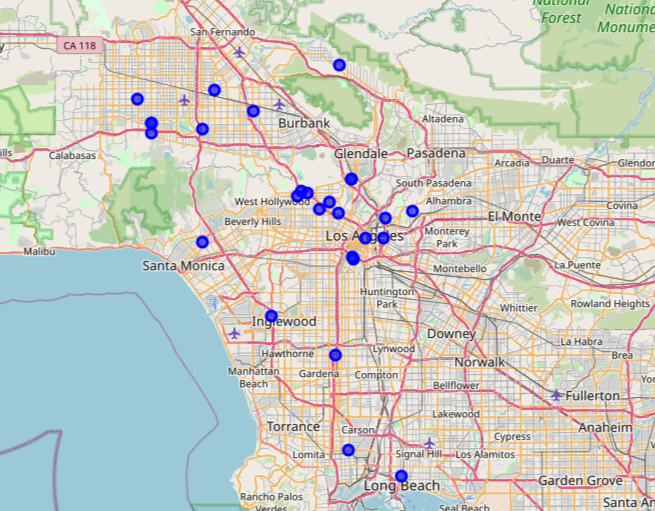 National
Forest
Nationa
Monume
San Fernando
CA 118
Burbank
Altadena
Glendale
Pasadena
Arcadia
Duarte
Glendor
lls
Calabasas
South Pasadena
West Hollywood
Alhambra
Covina
Beverly Hills
El Monte
West Covina
Los Angeles
Monterey
Park
Malibu
Santa Monica
Montebello
La Puente
Huntington
Park
Whittier
Rowland Heights
Inglewood
Downey
La Habra
Hawthorne
Lynwood
Norwalk
Brea
Manhattan
Beach
Gardena
Compton
Yor
Bellflower
Fullerton
Lakewood
Torrance
Carson
Cypress
Anaheim
Lomita
Signal Hill
Los Alamitos
Long Beach
Garden Grove
Rancho Palos
Verdes
Seal Beach
Santa An